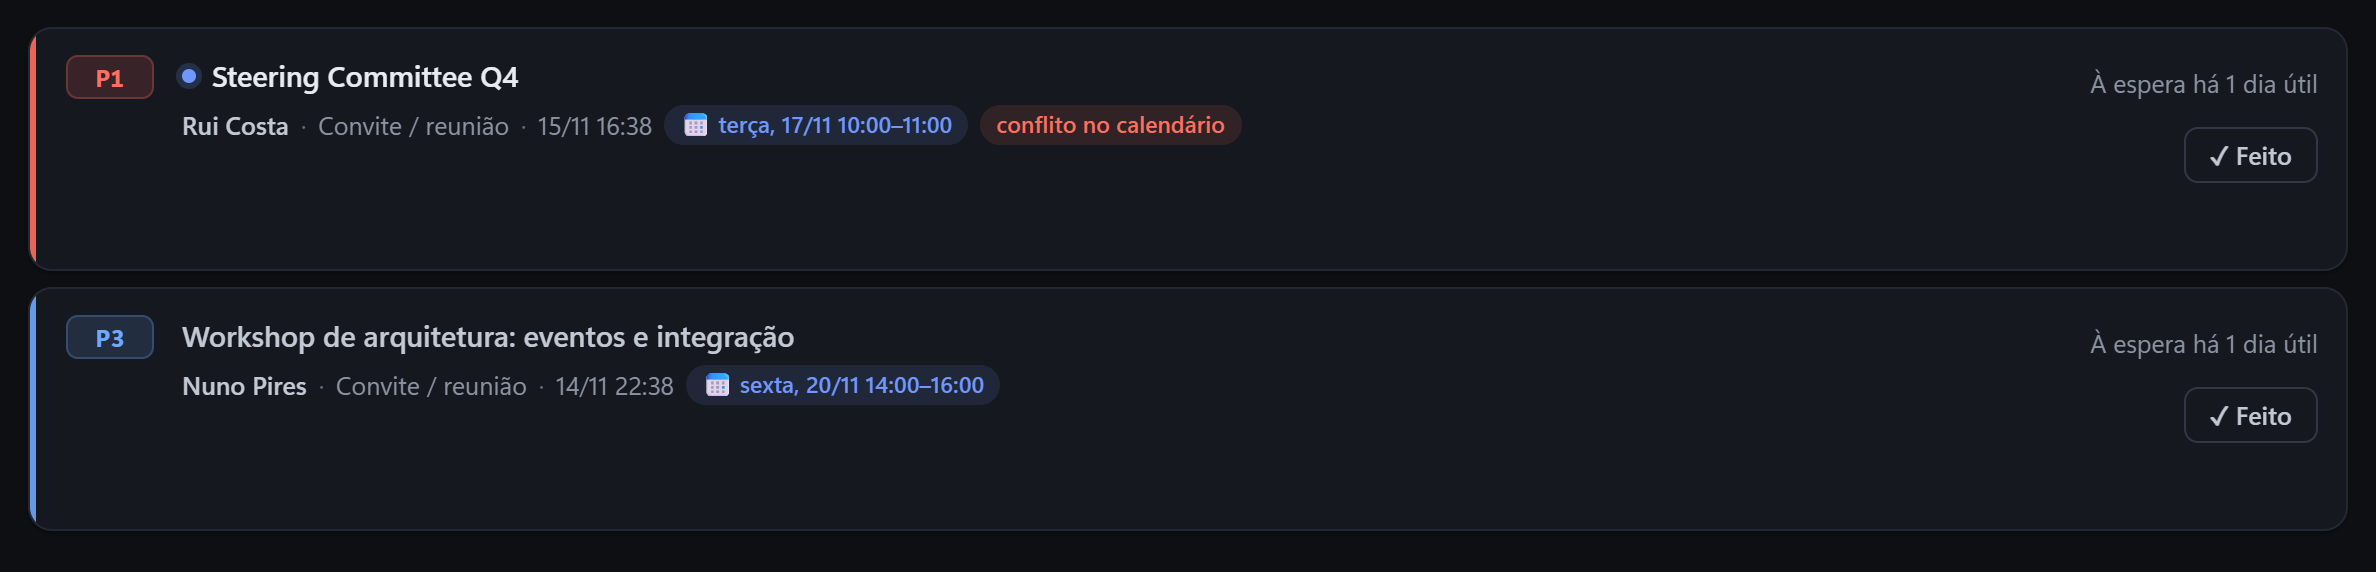 P1 Steering Committee Q4 À espera há 1 dia útil
Rui Costa · Convite / reunião · 15/11 16:38 terça, 17/11 10:00–11:00 conflito no calendário
✓ Feito
P3 Workshop de arquitetura: eventos e integração À espera há 1 dia útil
Nuno Pires · Convite / reunião · 14/11 22:38 sexta, 20/11 14:00–16:00
✓ Feito